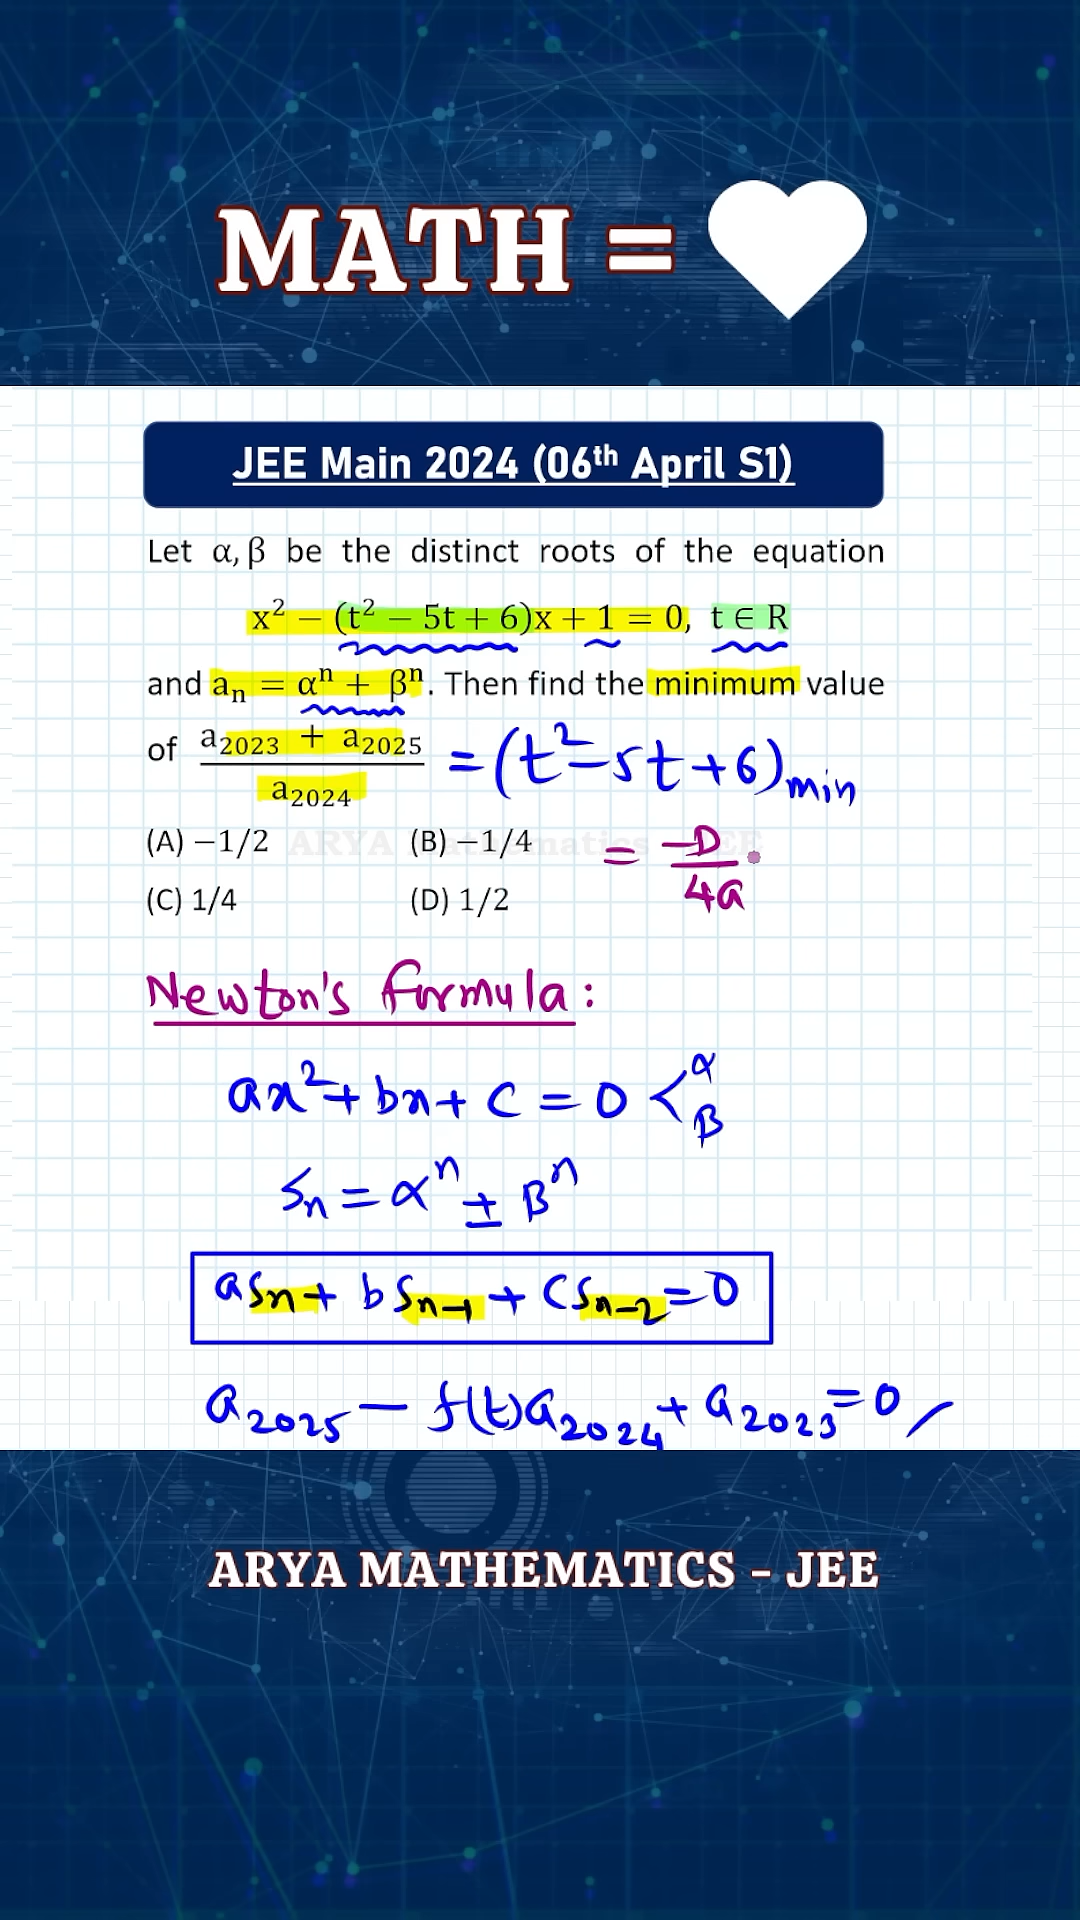 MATH =
JEE Main 2024 (06th April S1)
Let α, β be the distinct roots of the equation
x² − (t² − 5t + 6)x + 1 = 0, t ∈ R
and aₙ = αⁿ + βⁿ. Then find the minimum value
of (a₂₀₂₃ + a₂₀₂₅)/a₂₀₂₄ = (t² − 5t + 6)min
(A) −1/2 (B) −1/4 = −D/4a
(C) 1/4 (D) 1/2
ARYA Mathematics - JEE
Newton's formula:
ax² + bx + c = 0 < α β
Sₙ = αⁿ ± βⁿ
aSₙ + bSₙ₋₁ + cSₙ₋₂ = 0
a₂₀₂₅ − f(t)a₂₀₂₄ + a₂₀₂₃ = 0
ARYA MATHEMATICS - JEE